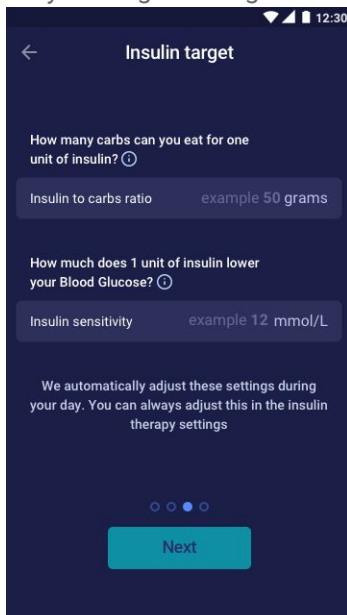 12:30
Insulin target
How many carbs can you eat for one
unit of insulin?
Insulin to carbs ratio example 50 grams
How much does 1 unit of insulin lower
your Blood Glucose?
Insulin sensitivity example 12 mmol/L
We automatically adjust these settings during
your day. You can always adjust this in the insulin
therapy settings
Next